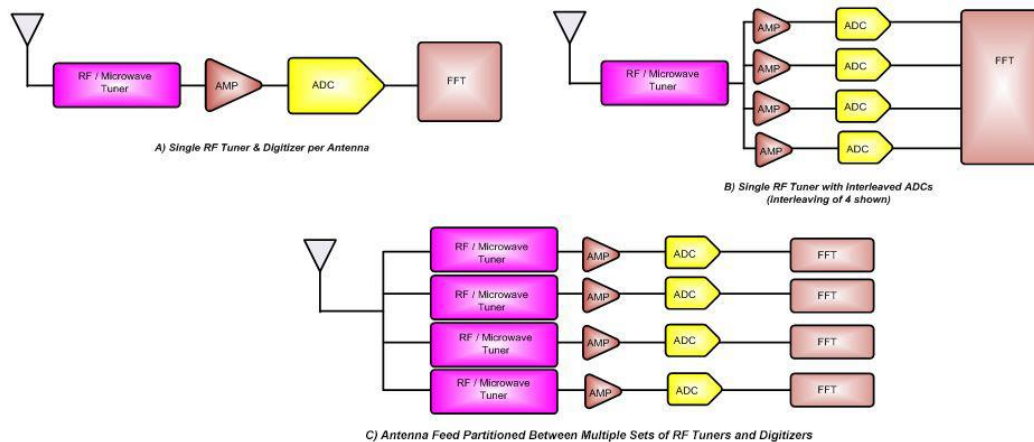 RF / Microwave
Tuner
AMP
ADC
FFT
A) Single RF Tuner & Digitizer per Antenna
RF / Microwave
Tuner
AMP
ADC
AMP
ADC
AMP
ADC
AMP
ADC
FFT
B) Single RF Tuner with Interleaved ADCs
(interleaving of 4 shown)
RF / Microwave
Tuner
AMP
ADC
FFT
RF / Microwave
Tuner
AMP
ADC
FFT
RF / Microwave
Tuner
AMP
ADC
FFT
RF / Microwave
Tuner
AMP
ADC
FFT
C) Antenna Feed Partitioned Between Multiple Sets of RF Tuners and Digitizers